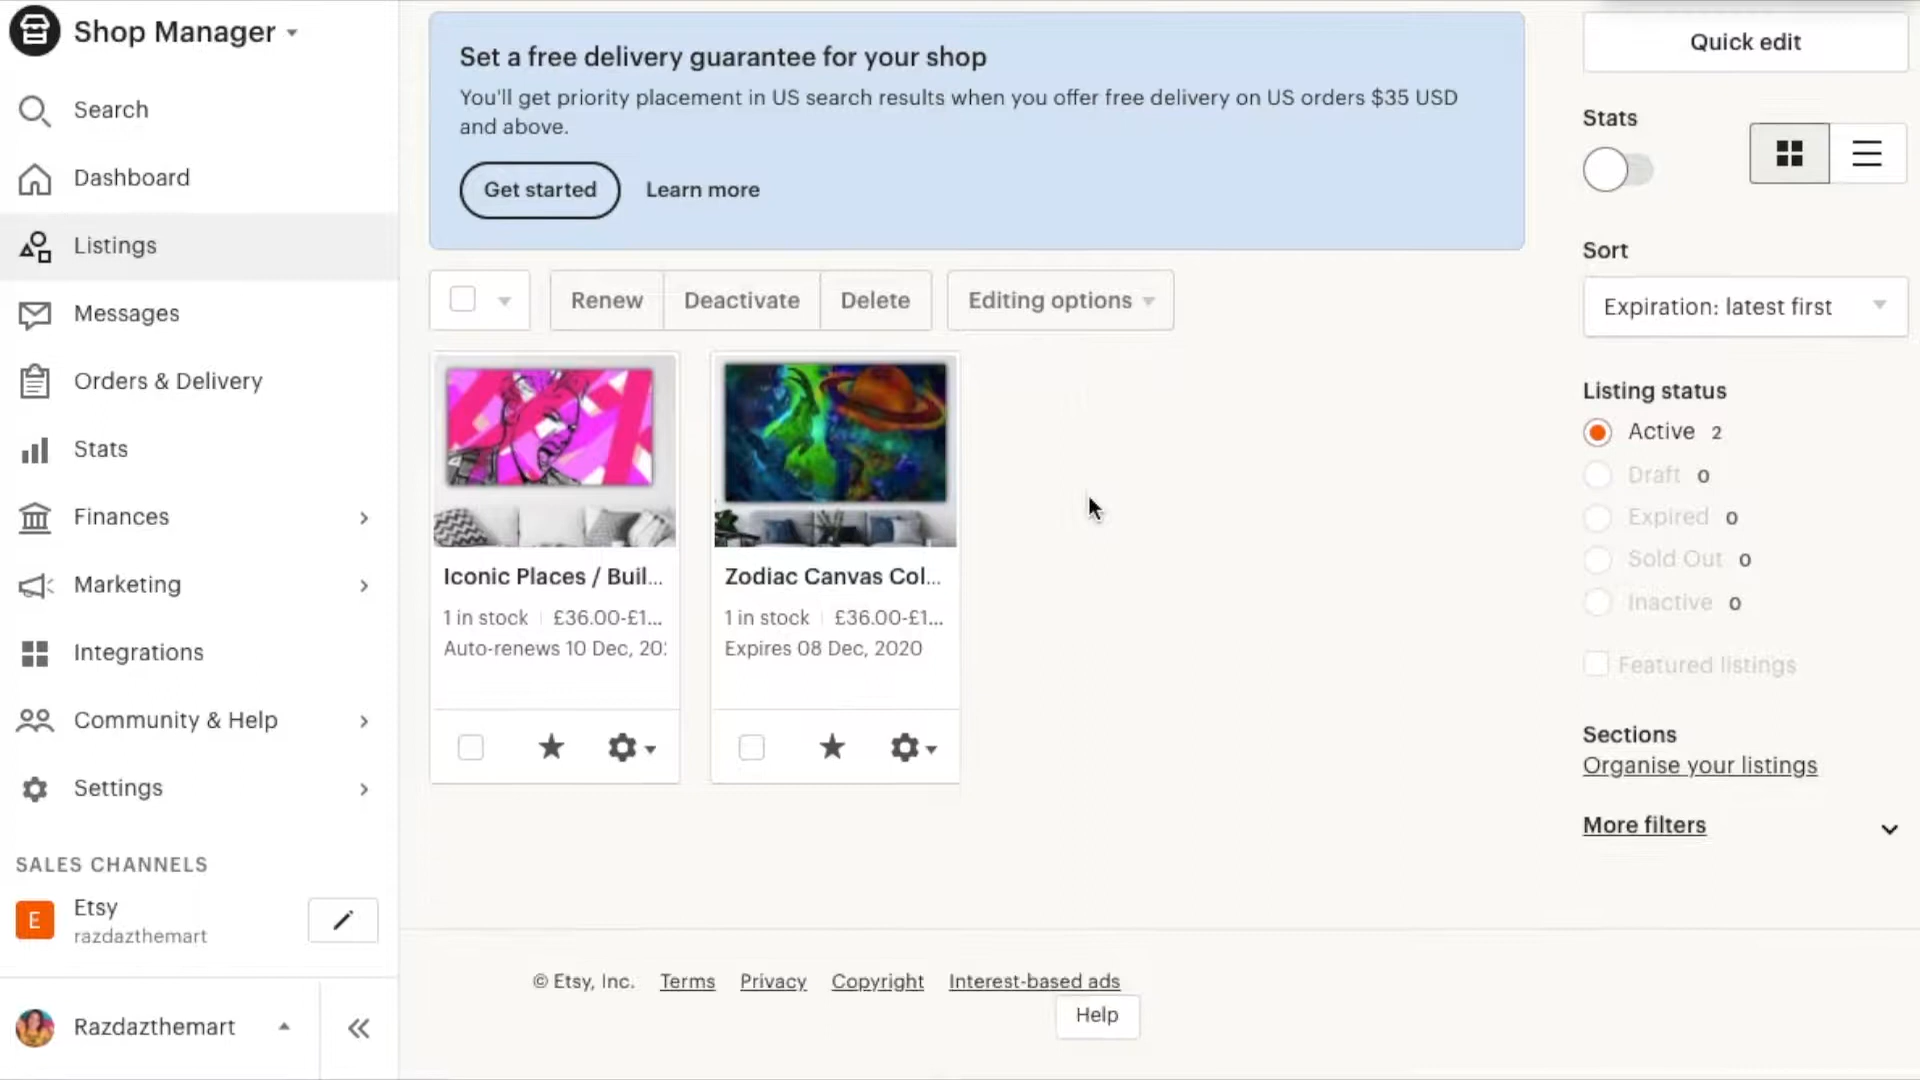 Shop Manager
Search
Dashboard
Listings
Messages
Orders & Delivery
Stats
Finances
Marketing
Integrations
Community & Help
Settings
SALES CHANNELS
E
Etsy
razdazthemart
Razdazthemart
Set a free delivery guarantee for your shop
You'll get priority placement in US search results when you offer free delivery on US orders $35 USD
and above.
Get started
Learn more
Renew
Deactivate
Delete
Editing options
Iconic Places / Buil...
1 in stock
£36.00-£1...
Auto-renews 10 Dec, 20
Zodiac Canvas Col...
1 in stock
£36.00-£1...
Expires 08 Dec, 2020
Quick edit
Stats
Sort
Expiration: latest first
Listing status
Active 2
Draft 0
Expired 0
Sold Out 0
Inactive 0
Featured listings
Sections
Organise your listings
More filters
© Etsy, Inc.
Terms
Privacy
Copyright
Interest-based ads
Help